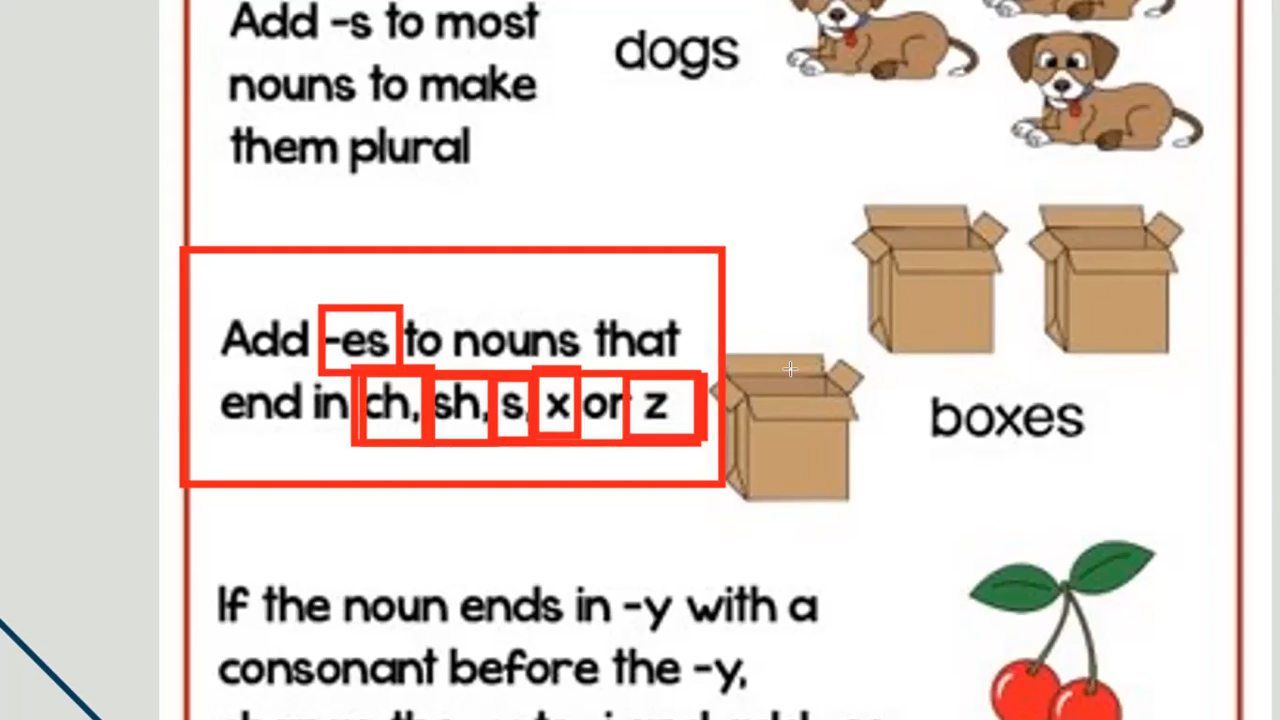 Add -s to most
nouns to make
them plural
dogs
Add -es to nouns that
end in ch, sh, s, x or z
boxes
If the noun ends in -y with a
consonant before the -y,